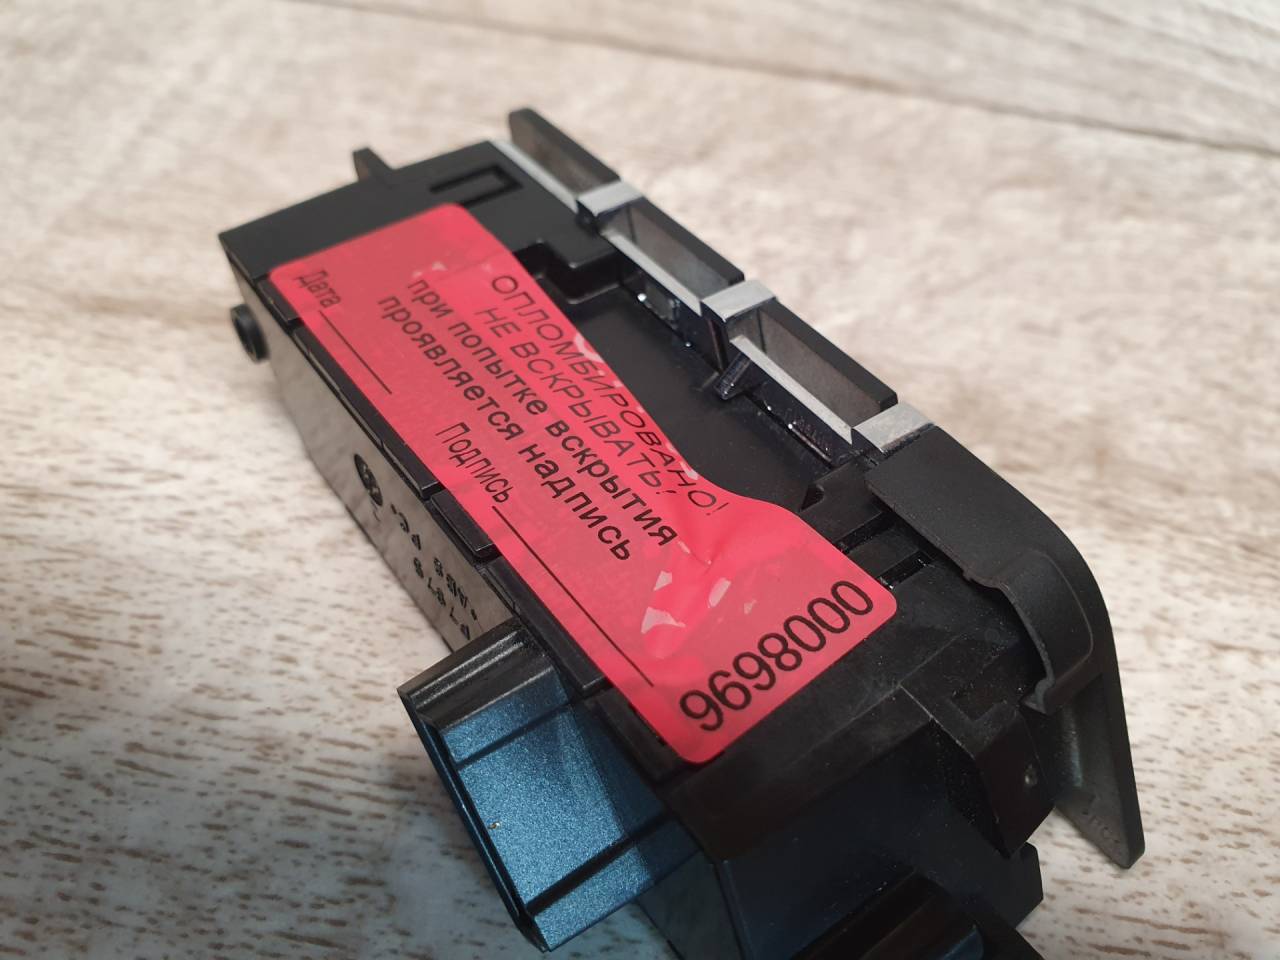 ОПЛОМБИРОВАНО!
НЕ ВСКРЫВАТЬ!
при попытке вскрытия
проявляется надпись
Дата
Подпись
9698000